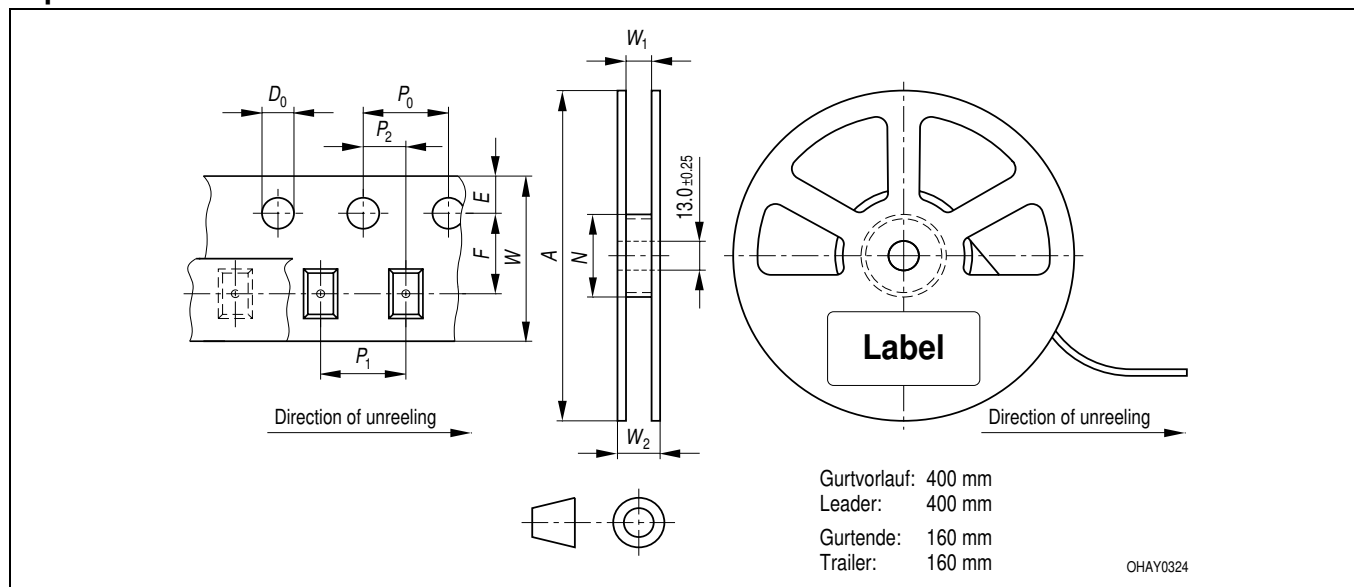 W1
D0
P0
P2
E
F
W
A
N
13.0±0.25
P1
Label
Direction of unreeling
W2
Direction of unreeling
Gurtvorlauf: 400 mm
Leader: 400 mm
Gurtende: 160 mm
Trailer: 160 mm
OHAY0324